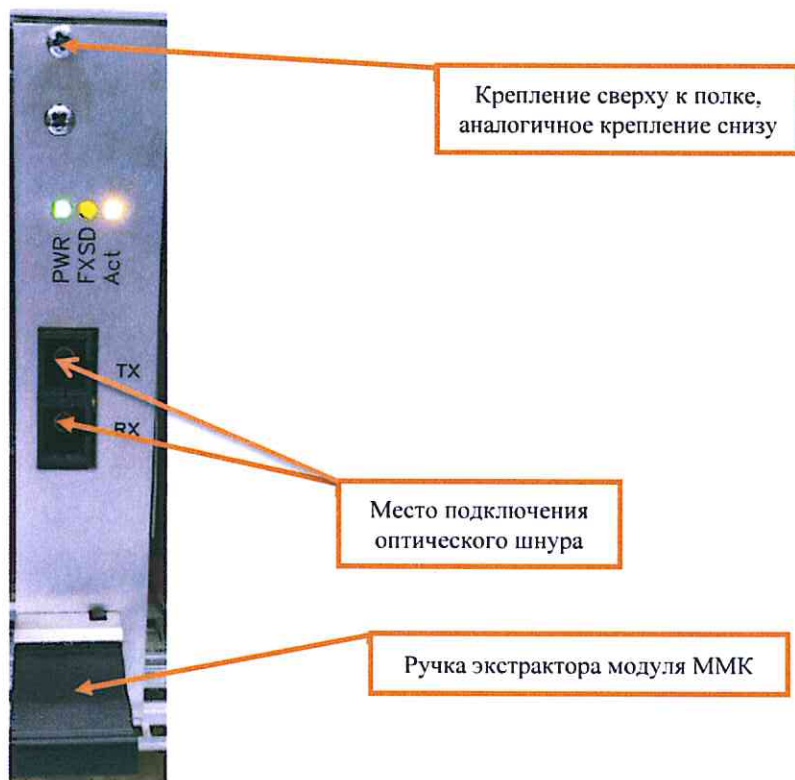 Крепление сверху к полке,
аналогичное крепление снизу
PWR
FXSD
Act
TX
RX
Место подключения
оптического шнура
Ручка экстрактора модуля ММК